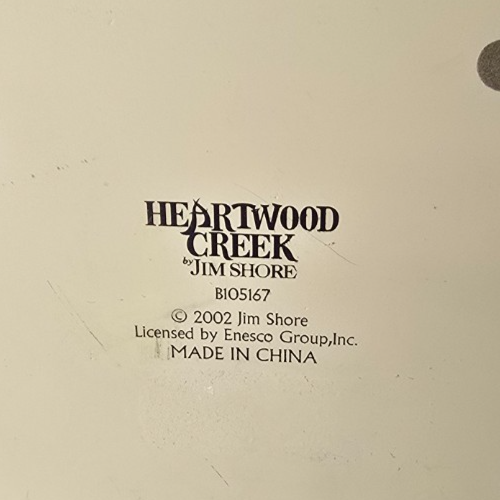 HEARTWOOD
CREEK
by JIM SHORE
B105167
© 2002 Jim Shore
Licensed by Enesco Group,Inc.
MADE IN CHINA